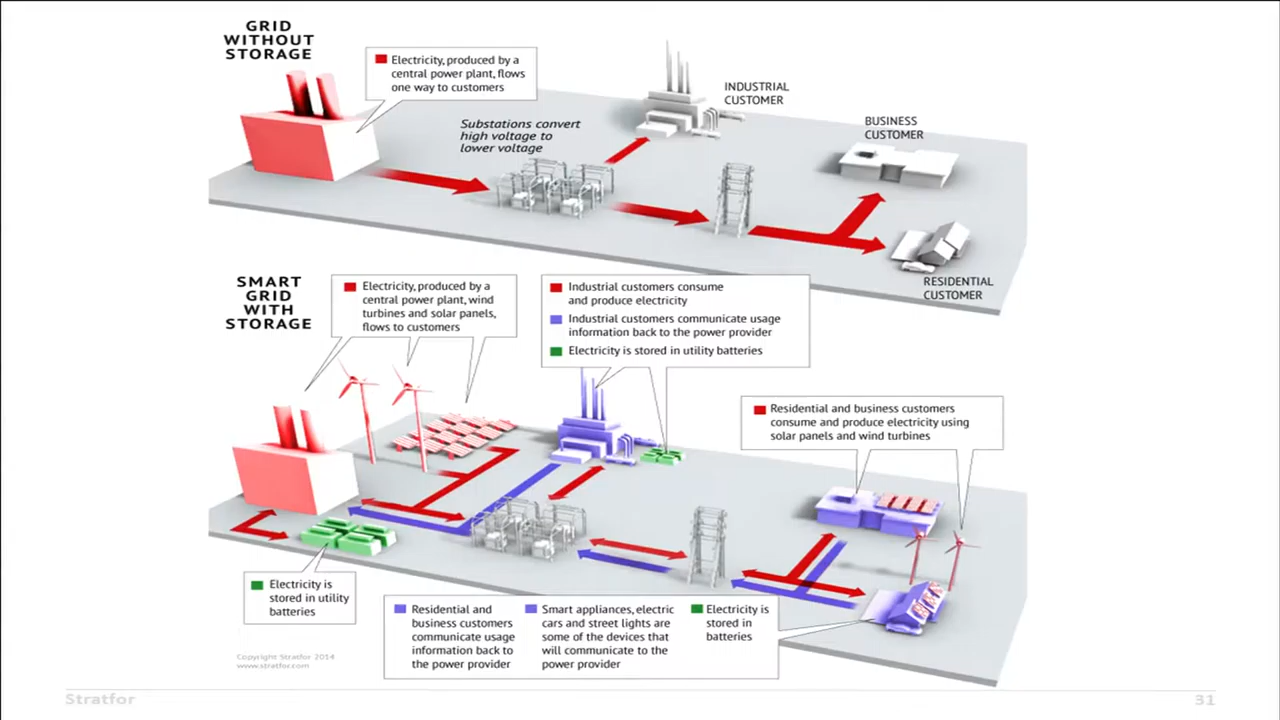 GRID
WITHOUT
STORAGE
Electricity, produced by a
central power plant, flows
one way to customers
Substations convert
high voltage to
lower voltage
INDUSTRIAL
CUSTOMER
BUSINESS
CUSTOMER
RESIDENTIAL
CUSTOMER
SMART
GRID
WITH
STORAGE
Electricity, produced by a
central power plant, wind
turbines and solar panels,
flows to customers
Industrial customers consume
and produce electricity
Industrial customers communicate usage
information back to the power provider
Electricity is stored in utility batteries
Residential and business customers
consume and produce electricity using
solar panels and wind turbines
Electricity is
stored in utility
batteries
Residential and
business customers
communicate usage
information back to
the power provider
Smart appliances, electric
cars and street lights are
some of the devices that
will communicate to the
power provider
Electricity is
stored in
batteries
Copyright Stratfor 2014
www.stratfor.com
Stratfor
31